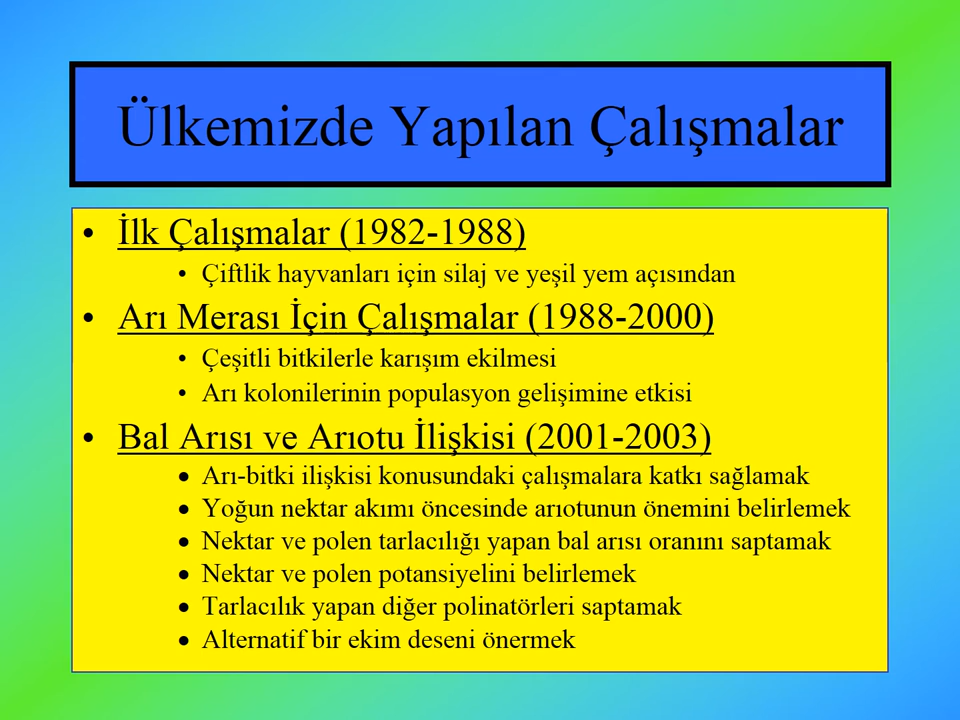 Ülkemizde Yapılan Çalışmalar
• İlk Çalışmalar (1982-1988)
• Çiftlik hayvanları için silaj ve yeşil yem açısından
• Arı Merası İçin Çalışmalar (1988-2000)
• Çeşitli bitkilerle karışım ekilmesi
• Arı kolonilerinin populasyon gelişimine etkisi
• Bal Arısı ve Arıotu İlişkisi (2001-2003)
• Arı-bitki ilişkisi konusundaki çalışmalara katkı sağlamak
• Yoğun nektar akımı öncesinde arıotunun önemini belirlemek
• Nektar ve polen tarlacılığı yapan bal arısı oranını saptamak
• Nektar ve polen potansiyelini belirlemek
• Tarlacılık yapan diğer polinatörleri saptamak
• Alternatif bir ekim deseni önermek